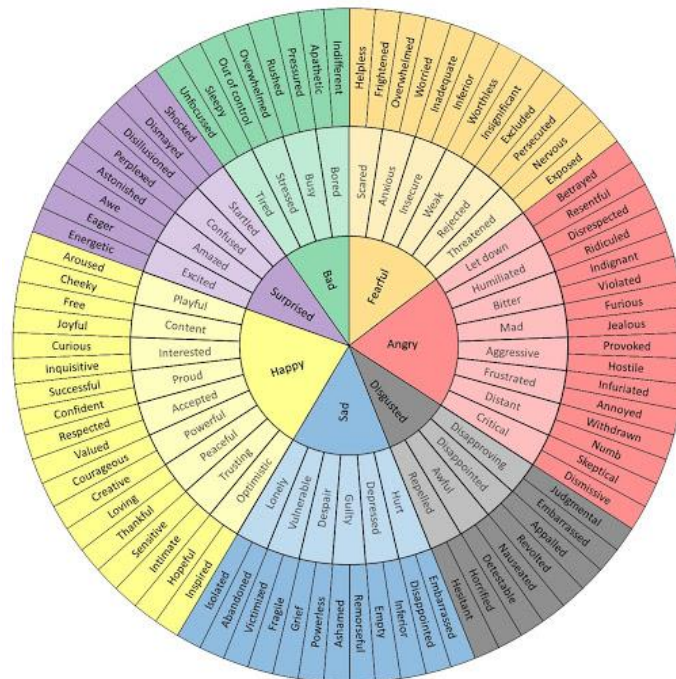 Bad
Fearful
Angry
Disgusted
Sad
Happy
Surprised
Tired
Stressed
Busy
Bored
Scared
Anxious
Insecure
Weak
Rejected
Threatened
Let down
Humiliated
Bitter
Mad
Aggressive
Frustrated
Distant
Critical
Disapproving
Disappointed
Awful
Repelled
Hurt
Depressed
Guilty
Despair
Vulnerable
Lonely
Optimistic
Trusting
Peaceful
Powerful
Accepted
Proud
Interested
Content
Playful
Excited
Amazed
Confused
Startled
Unfocussed
Sleepy
Out of control
Overwhelmed
Rushed
Pressured
Apathetic
Indifferent
Helpless
Frightened
Overwhelmed
Worried
Inadequate
Inferior
Worthless
Insignificant
Excluded
Persecuted
Nervous
Exposed
Betrayed
Resentful
Disrespected
Ridiculed
Indignant
Violated
Furious
Jealous
Provoked
Hostile
Infuriated
Annoyed
Withdrawn
Numb
Skeptical
Dismissive
Judgmental
Embarrassed
Appalled
Revolted
Nauseated
Detestable
Horrified
Hesitant
Embarrassed
Disappointed
Inferior
Empty
Remorseful
Ashamed
Powerless
Grief
Fragile
Victimized
Abandoned
Isolated
Inspired
Hopeful
Intimate
Sensitive
Thankful
Loving
Creative
Courageous
Valued
Respected
Confident
Successful
Inquisitive
Curious
Joyful
Free
Cheeky
Aroused
Energetic
Eager
Awe
Astonished
Perplexed
Disillusioned
Dismayed
Shocked